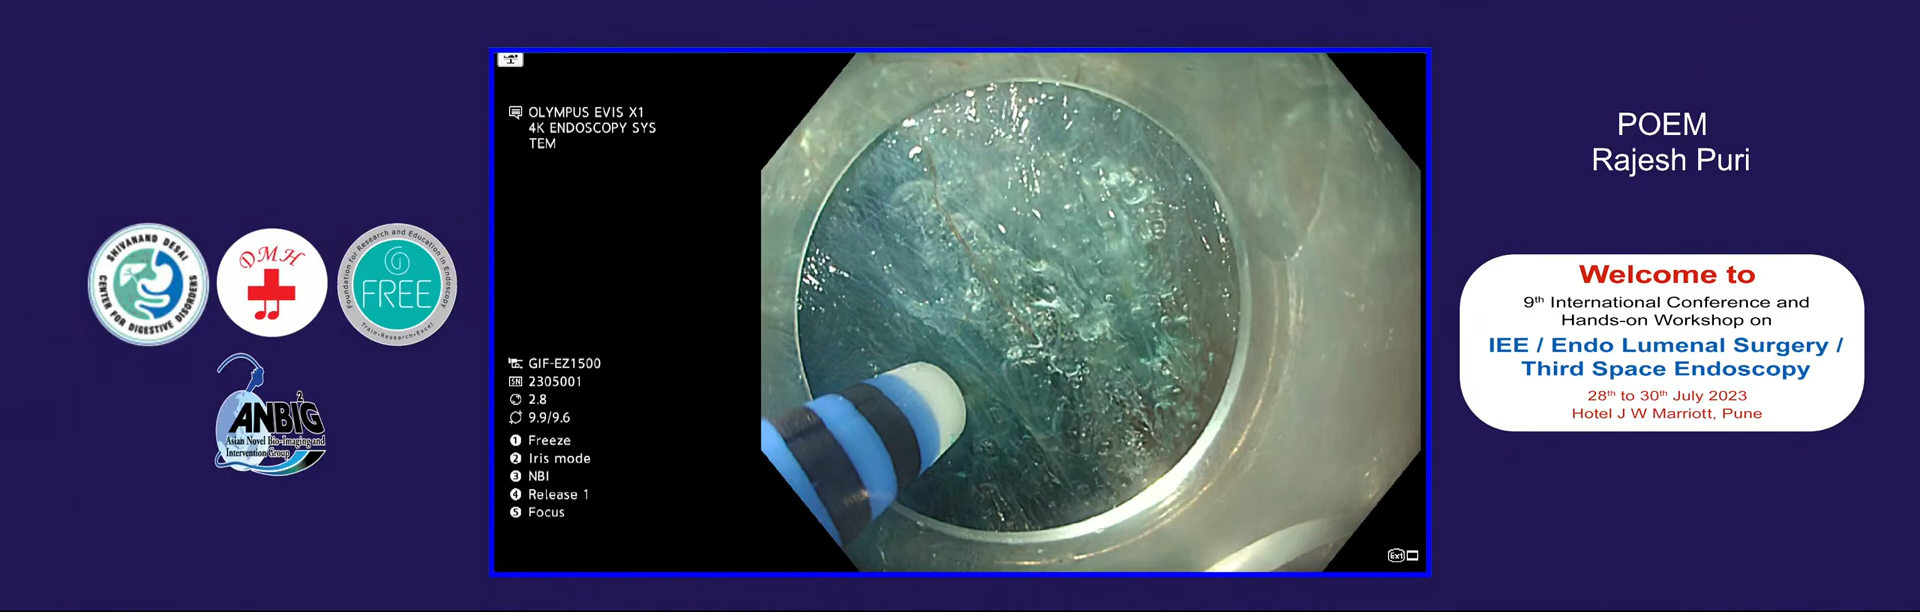 SHIVANAND DESAI
CENTER FOR DIGESTIVE DISORDERS
DMH
Foundation for Research and Education in Endoscopy
FREE
Train•Research•Excel
ANBIG
2
Asian Novel Bio-Imaging and
Intervention Group
OLYMPUS EVIS X1
4K ENDOSCOPY SYS
TEM
GIF-EZ1500
SN 2305001
2.8
9.9/9.6
1 Freeze
2 Iris mode
3 NBI
4 Release 1
5 Focus
Ext
POEM
Rajesh Puri
Welcome to
9th International Conference and
Hands-on Workshop on
IEE / Endo Lumenal Surgery /
Third Space Endoscopy
28th to 30th July 2023
Hotel J W Marriott, Pune